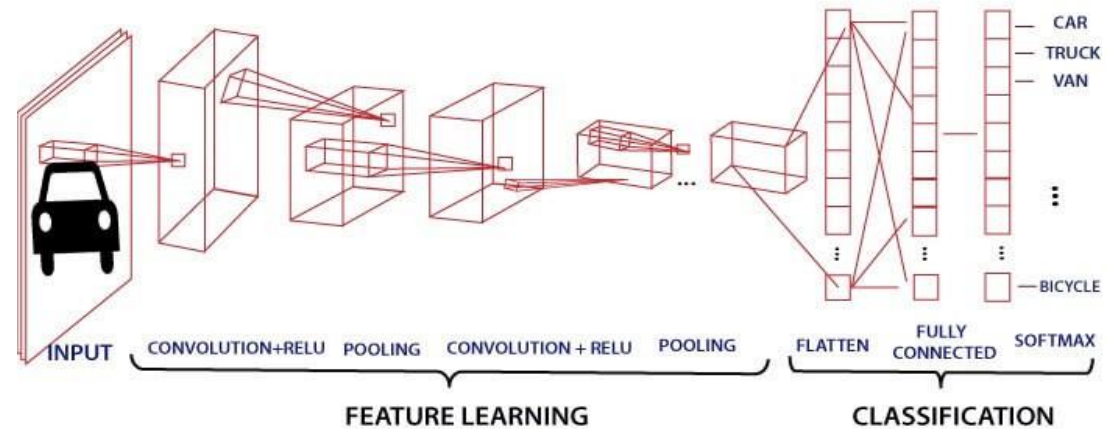 CAR
TRUCK
VAN
BICYCLE
INPUT
CONVOLUTION+RELU
POOLING
CONVOLUTION + RELU
POOLING
FLATTEN
FULLY
CONNECTED
SOFTMAX
FEATURE LEARNING
CLASSIFICATION